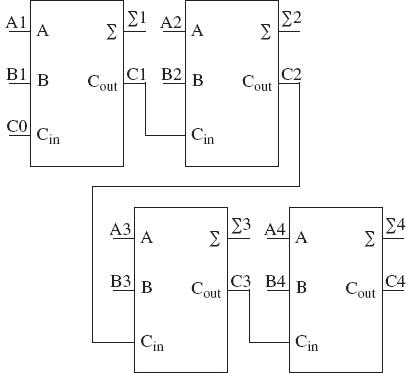 A1 A Σ Σ1 A2 A Σ Σ2
B1 B Cout C1 B2 B Cout C2
C0 Cin Cin
A3 A Σ Σ3 A4 A Σ Σ4
B3 B Cout C3 B4 B Cout C4
Cin Cin